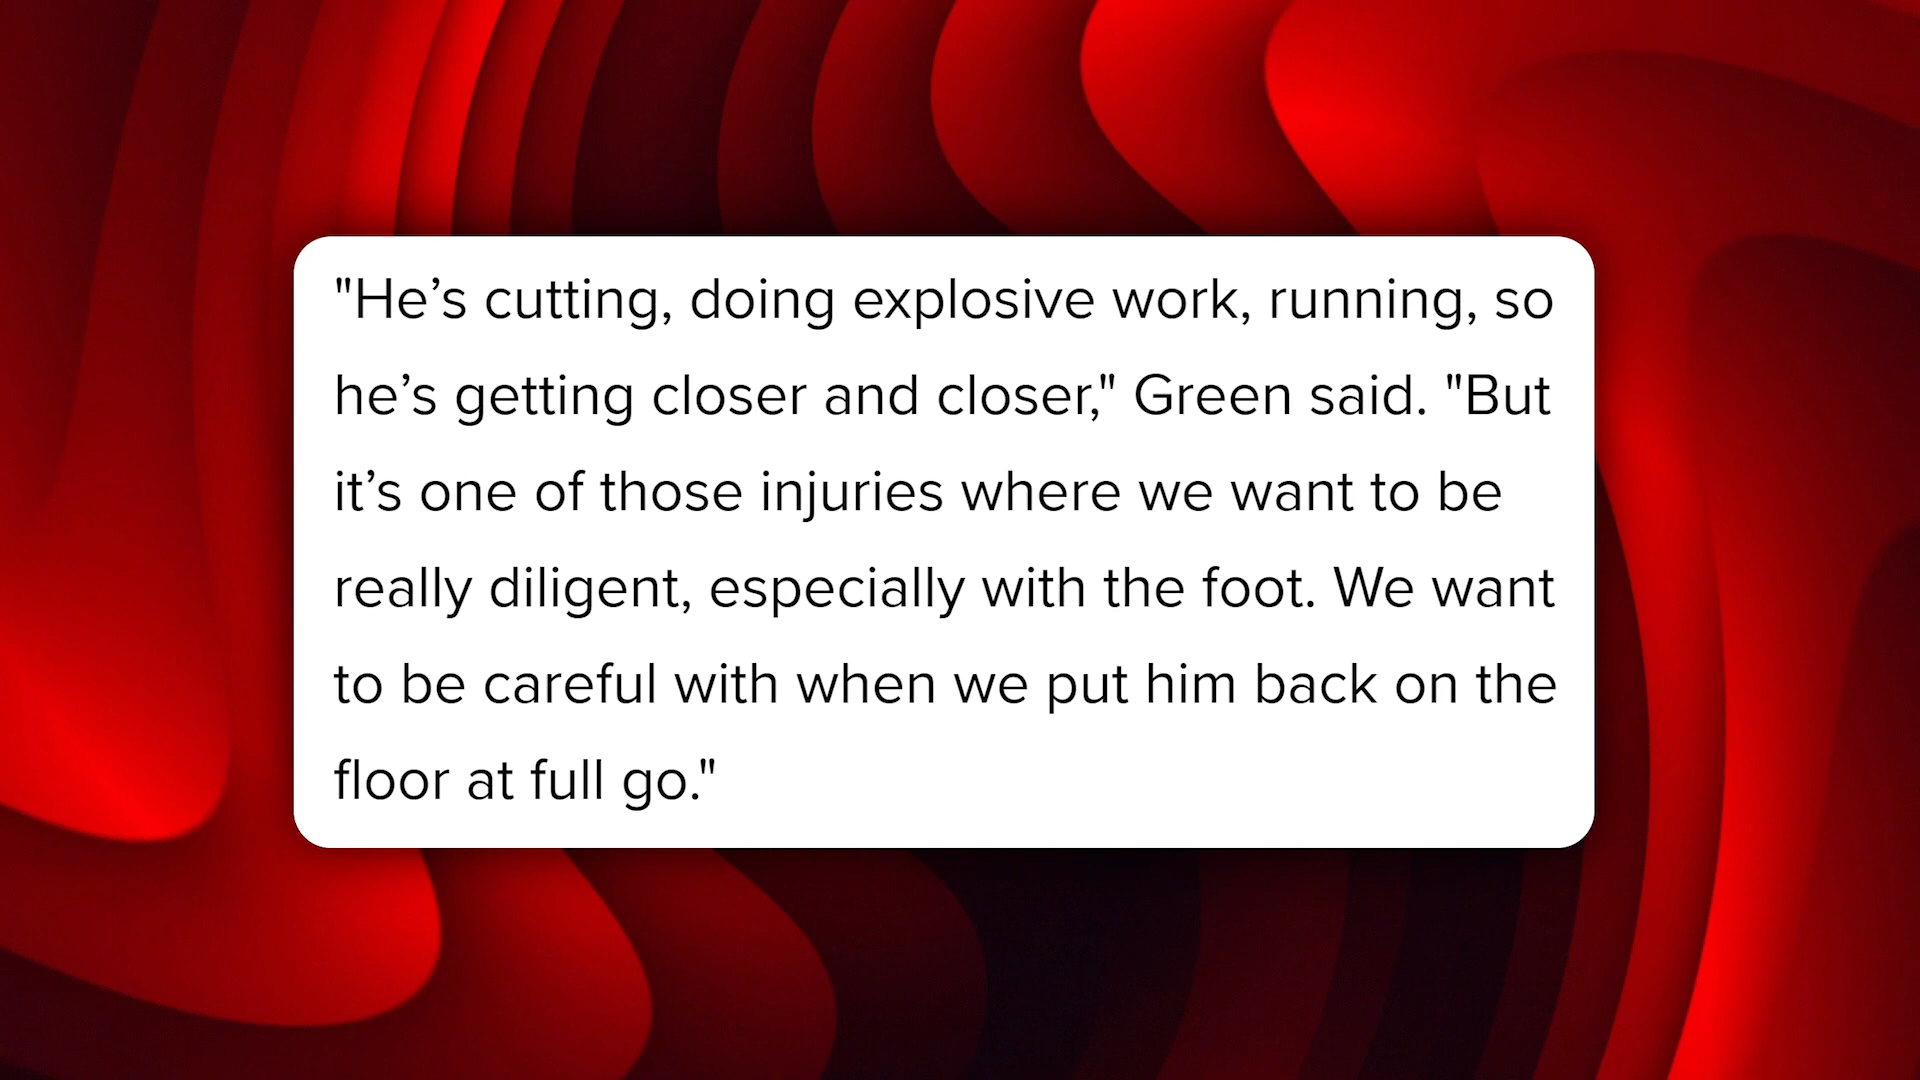 "He’s cutting, doing explosive work, running, so
he’s getting closer and closer," Green said. "But
it’s one of those injuries where we want to be
really diligent, especially with the foot. We want
to be careful with when we put him back on the
floor at full go."